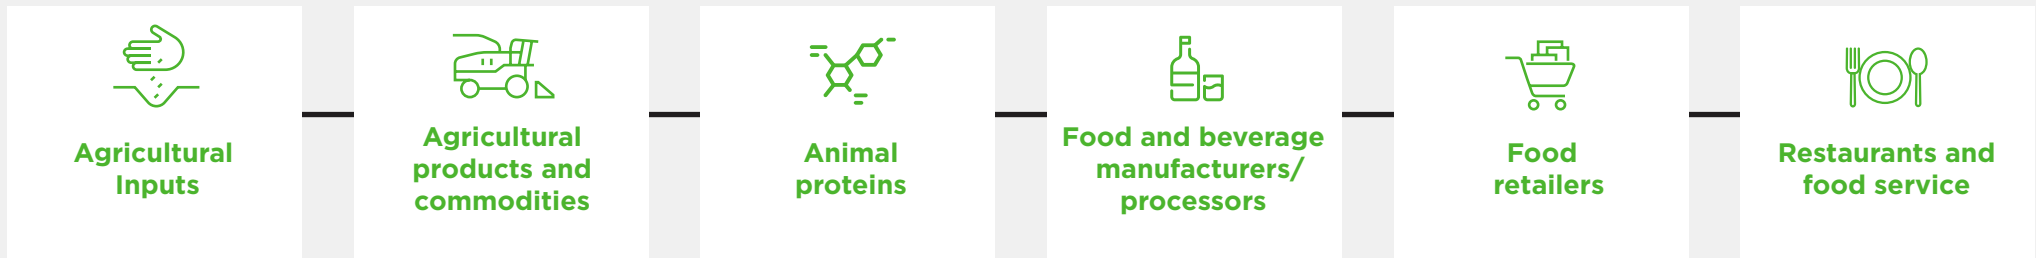 Agricultural
Inputs
Agricultural
products and
commodities
Animal
proteins
Food and beverage
manufacturers/
processors
Food
retailers
Restaurants and
food service